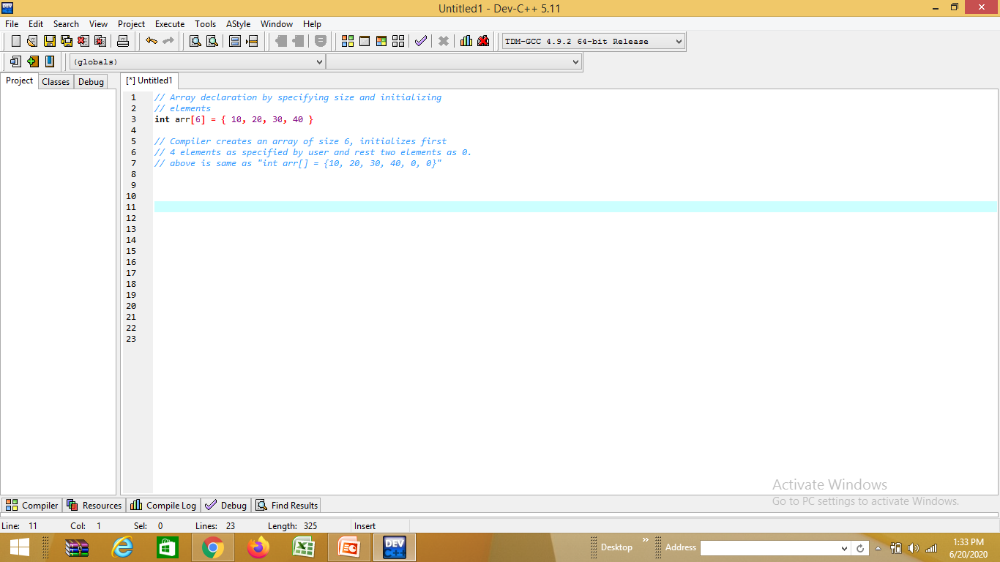 Untitled1 - Dev-C++ 5.11
File Edit Search View Project Execute Tools AStyle Window Help
TDM-GCC 4.9.2 64-bit Release
(globals)
Project Classes Debug [*] Untitled1
1 // Array declaration by specifying size and initializing
2 // elements
3 int arr[6] = { 10, 20, 30, 40 }
4
5 // Compiler creates an array of size 6, initializes first
6 // 4 elements as specified by user and rest two elements as 0.
7 // above is same as "int arr[] = {10, 20, 30, 40, 0, 0}"
8
9
10
11
12
13
14
15
16
17
18
19
20
21
22
23
Activate Windows
Go to PC settings to activate Windows.
Compiler Resources Compile Log Debug Find Results
Line: 11 Col: 1 Sel: 0 Lines: 23 Length: 325 Insert
DEV C++ Desktop » Address 1:33 PM
6/20/2020